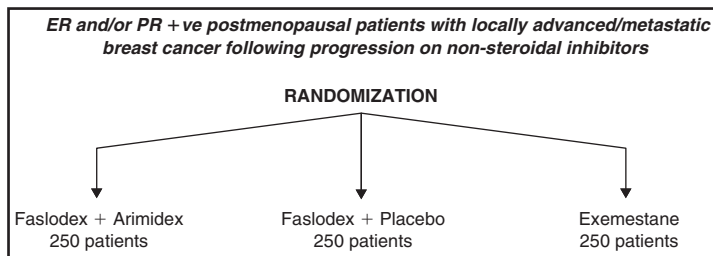 ER and/or PR +ve postmenopausal patients with locally advanced/metastatic
breast cancer following progression on non-steroidal inhibitors
RANDOMIZATION
Faslodex + Arimidex
250 patients
Faslodex + Placebo
250 patients
Exemestane
250 patients